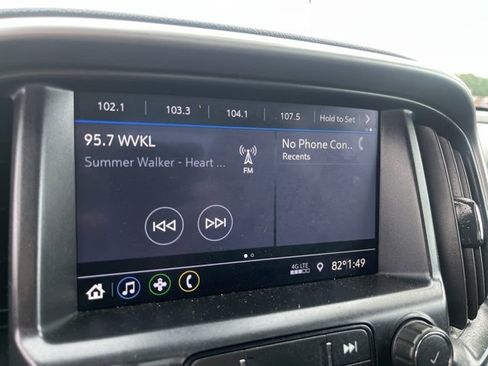 102.1 103.3 104.1 107.5 Hold to Set
95.7 WVKL
Summer Walker - Heart ...
FM
No Phone Con..
Recents
4G LTE
82° 1:49